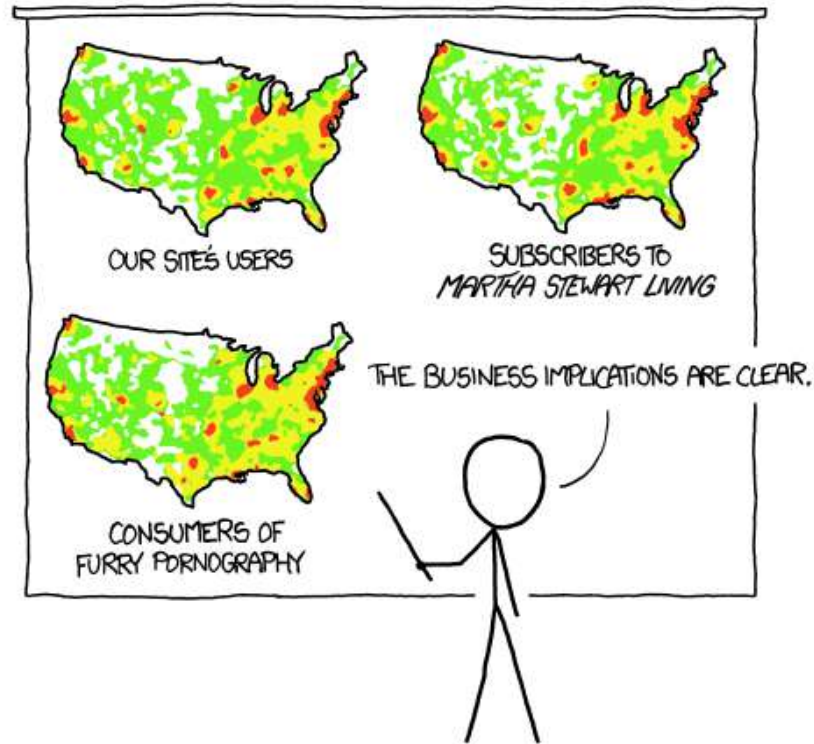 OUR SITE'S USERS
SUBSCRIBERS TO
MARTHA STEWART LIVING
THE BUSINESS IMPLICATIONS ARE CLEAR.
CONSUMERS OF
FURRY PORNOGRAPHY